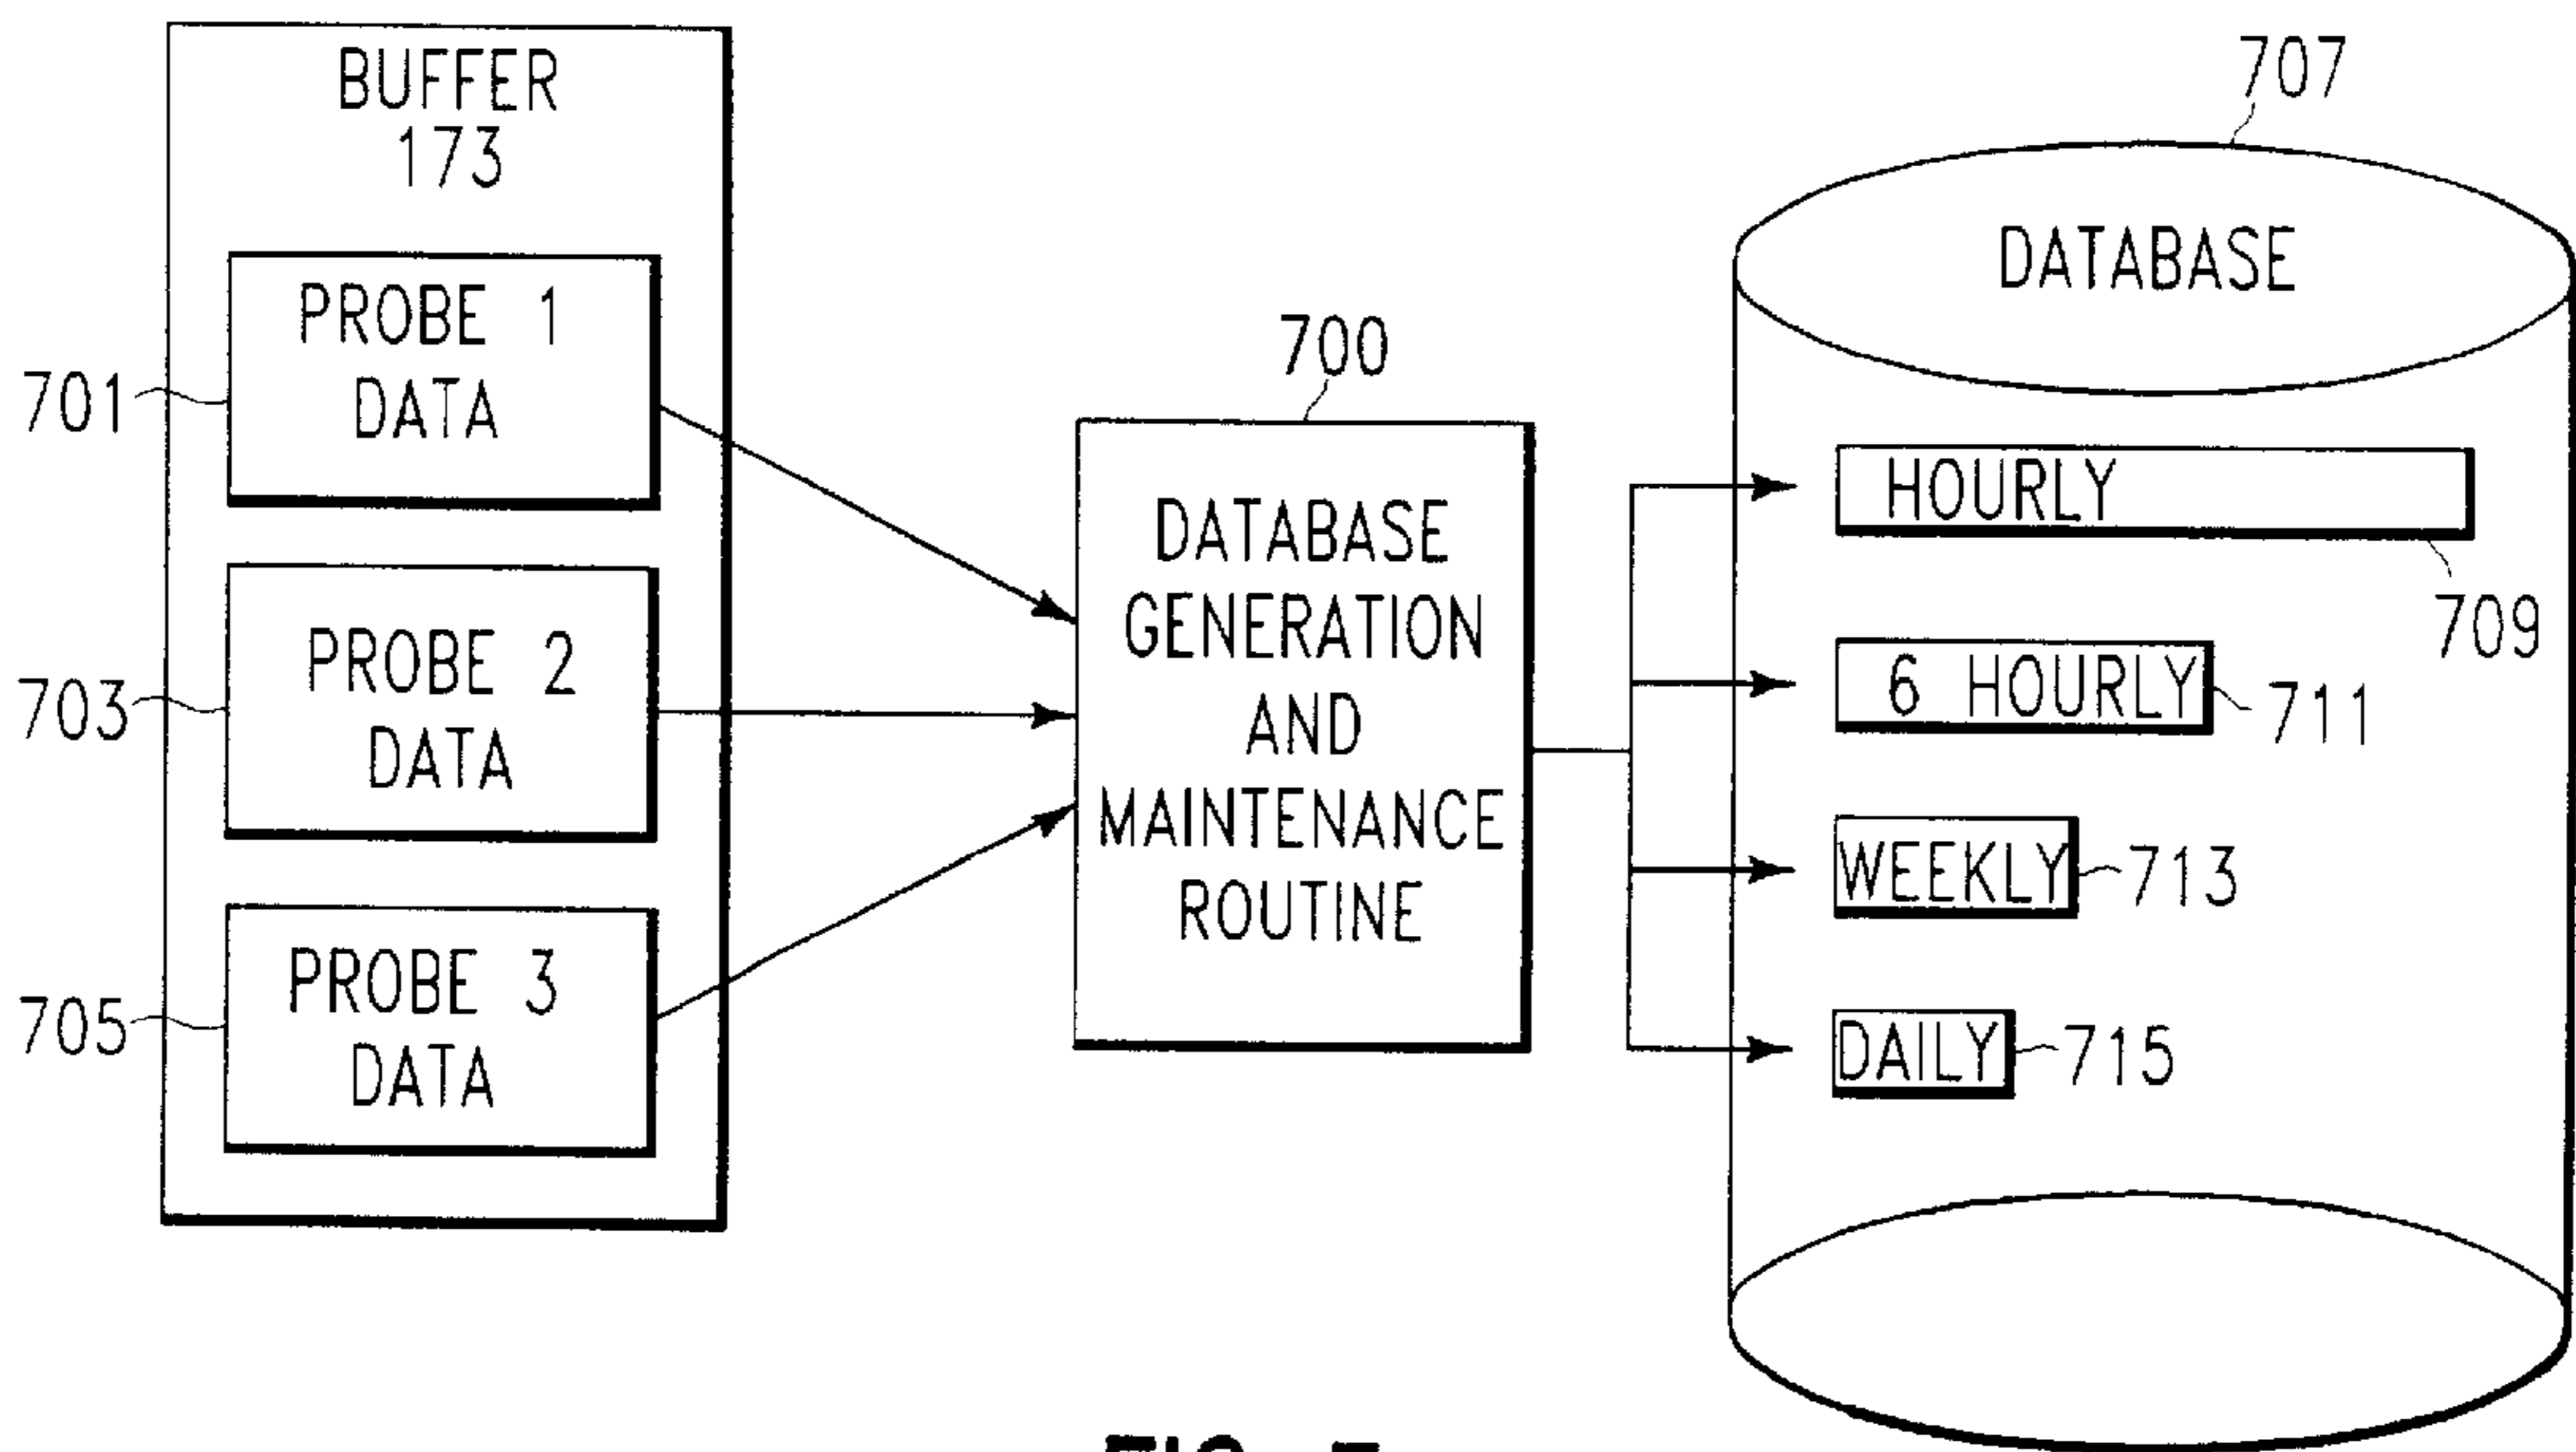 BUFFER
173
PROBE 1
DATA
701
PROBE 2
DATA
703
PROBE 3
DATA
705
700
DATABASE
GENERATION
AND
MAINTENANCE
ROUTINE
707
DATABASE
HOURLY
709
6 HOURLY
711
WEEKLY
713
DAILY
715